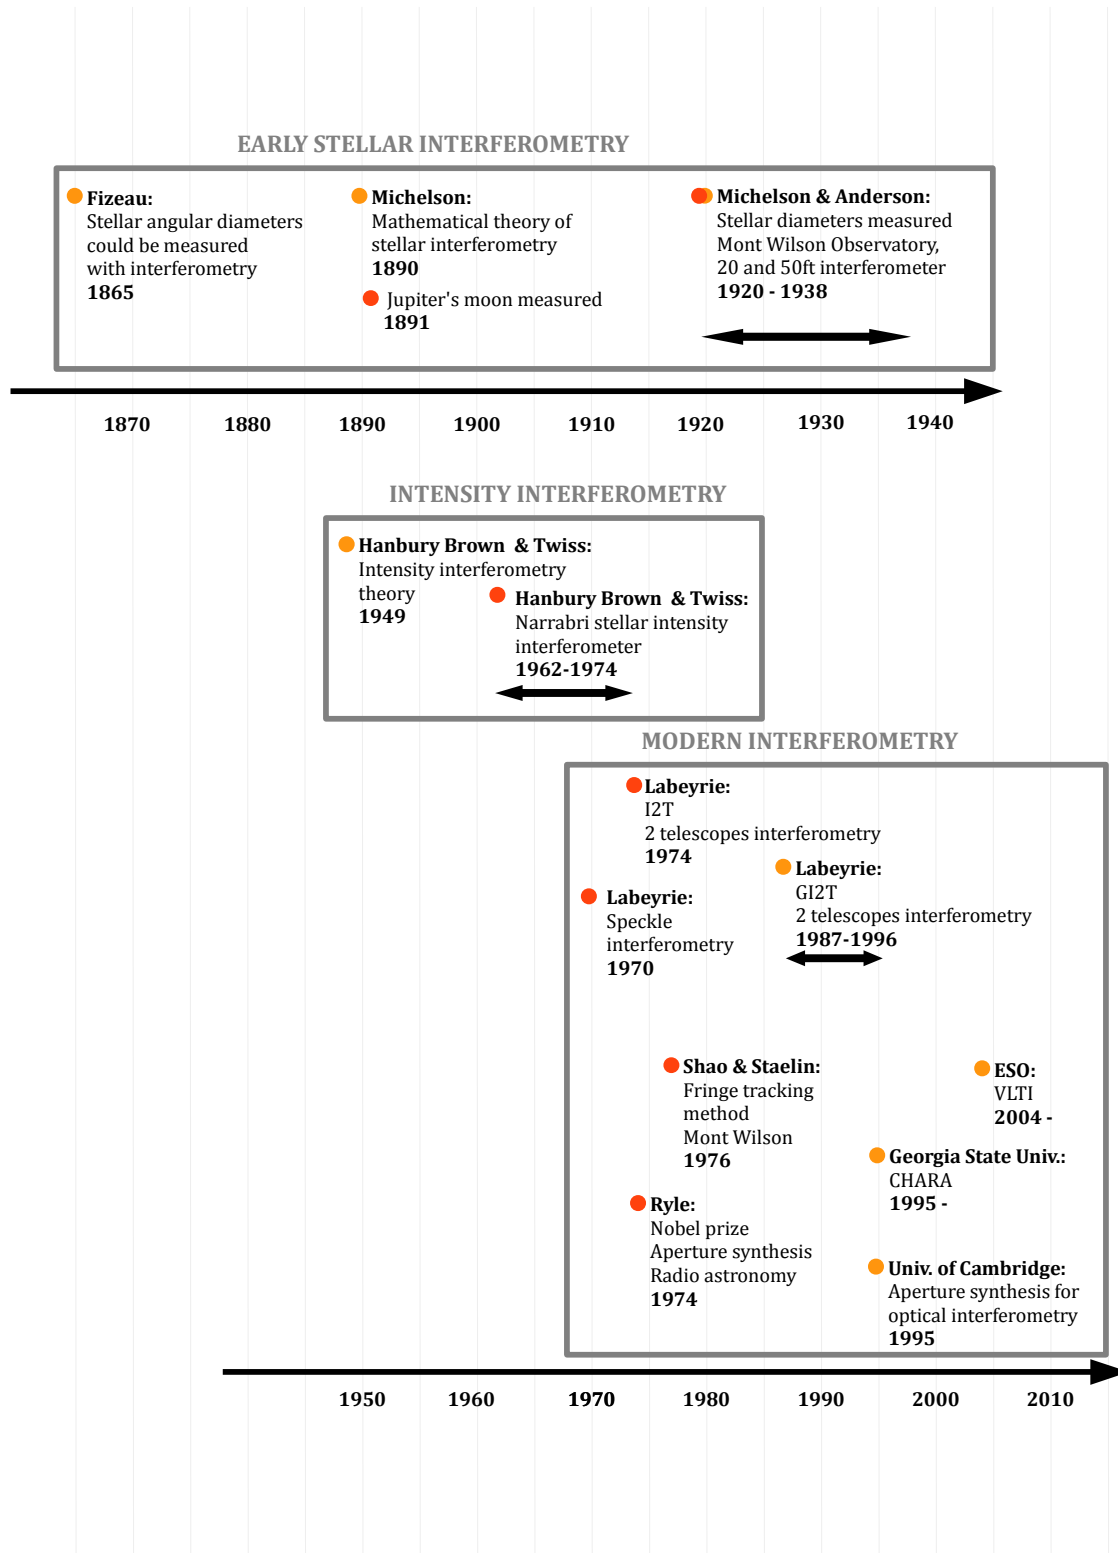 EARLY STELLAR INTERFEROMETRY
Fizeau:
Stellar angular diameters
could be measured
with interferometry
1865
Michelson:
Mathematical theory of
stellar interferometry
1890
Jupiter's moon measured
1891
Michelson & Anderson:
Stellar diameters measured
Mont Wilson Observatory,
20 and 50ft interferometer
1920 - 1938
1870 1880 1890 1900 1910 1920 1930 1940
INTENSITY INTERFEROMETRY
Hanbury Brown & Twiss:
Intensity interferometry
theory
1949
Hanbury Brown & Twiss:
Narrabri stellar intensity
interferometer
1962-1974
MODERN INTERFEROMETRY
Labeyrie:
I2T
2 telescopes interferometry
1974
Labeyrie:
GI2T
2 telescopes interferometry
1987-1996
Labeyrie:
Speckle
interferometry
1970
Shao & Staelin:
Fringe tracking
method
Mont Wilson
1976
ESO:
VLTI
2004 -
Georgia State Univ.:
CHARA
1995 -
Ryle:
Nobel prize
Aperture synthesis
Radio astronomy
1974
Univ. of Cambridge:
Aperture synthesis for
optical interferometry
1995
1950 1960 1970 1980 1990 2000 2010